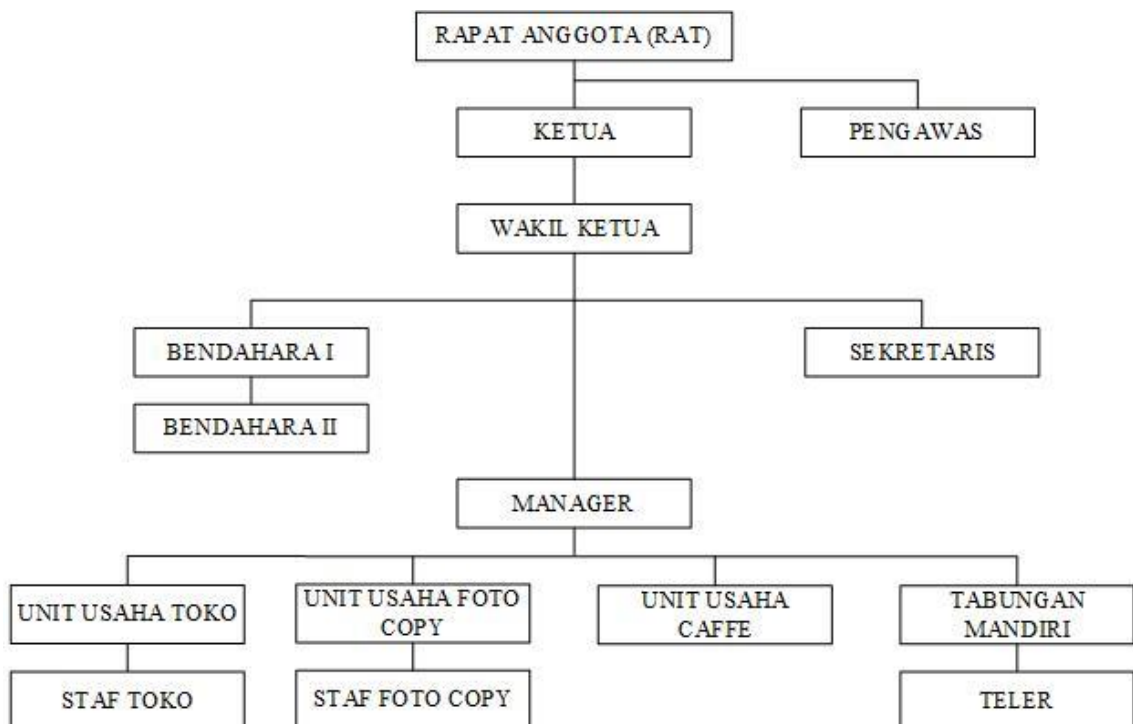 RAPAT ANGGOTA (RAT)
KETUA
PENGAWAS
WAKIL KETUA
BENDAHARA I
SEKRETARIS
BENDAHARA II
MANAGER
UNIT USAHA TOKO
UNIT USAHA FOTO
COPY
UNIT USAHA
CAFFE
TABUNGAN
MANDIRI
STAF TOKO
STAF FOTO COPY
TELER